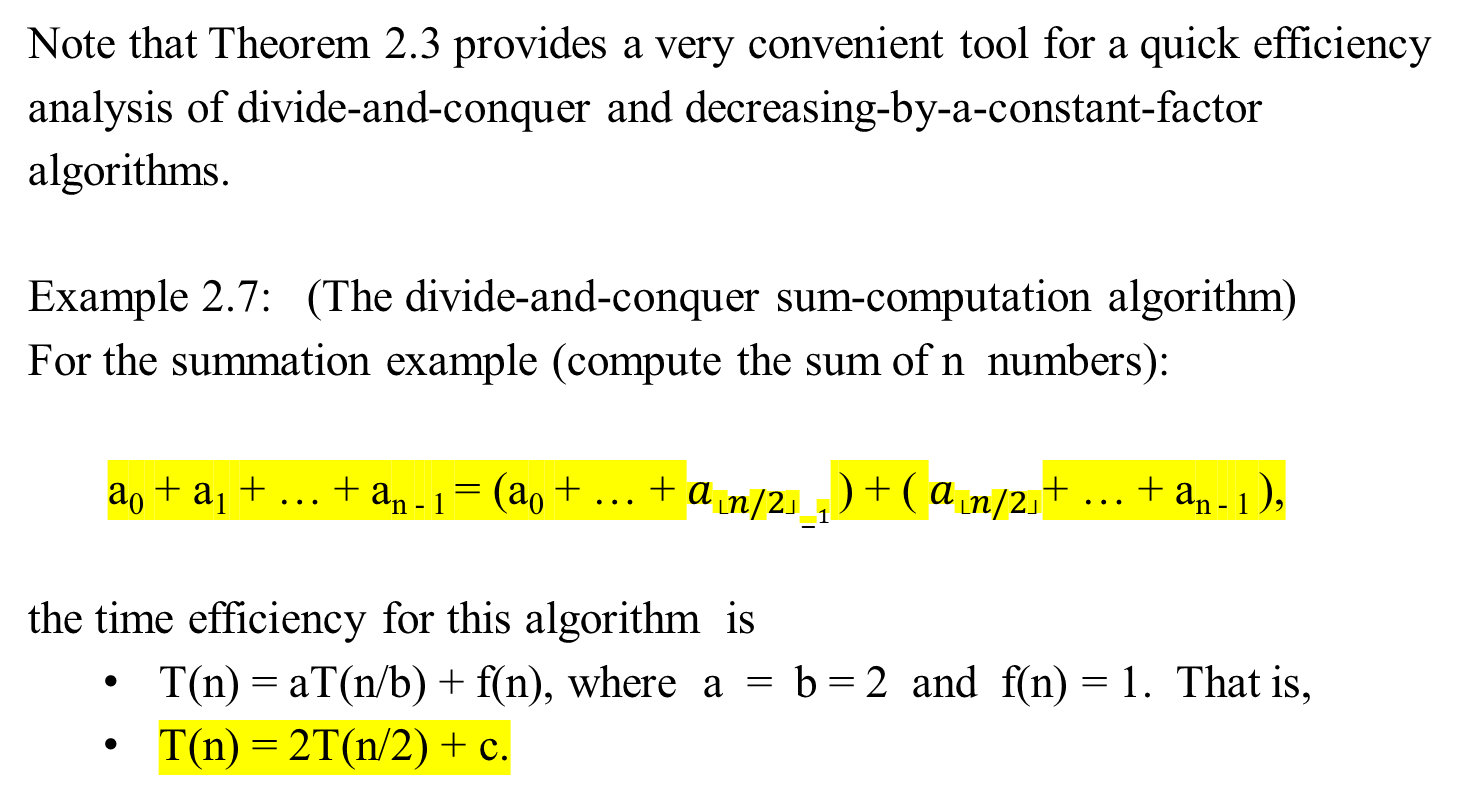 Note that Theorem 2.3 provides a very convenient tool for a quick efficiency
analysis of divide-and-conquer and decreasing-by-a-constant-factor
algorithms.
Example 2.7: (The divide-and-conquer sum-computation algorithm)
For the summation example (compute the sum of n numbers):
a₀ + a₁ + … + aₙ₋₁ = (a₀ + … + a⌞n/2⌟₋₁) + (a⌞n/2⌟ + … + aₙ₋₁),
the time efficiency for this algorithm is
• T(n) = aT(n/b) + f(n), where a = b = 2 and f(n) = 1. That is,
• T(n) = 2T(n/2) + c.